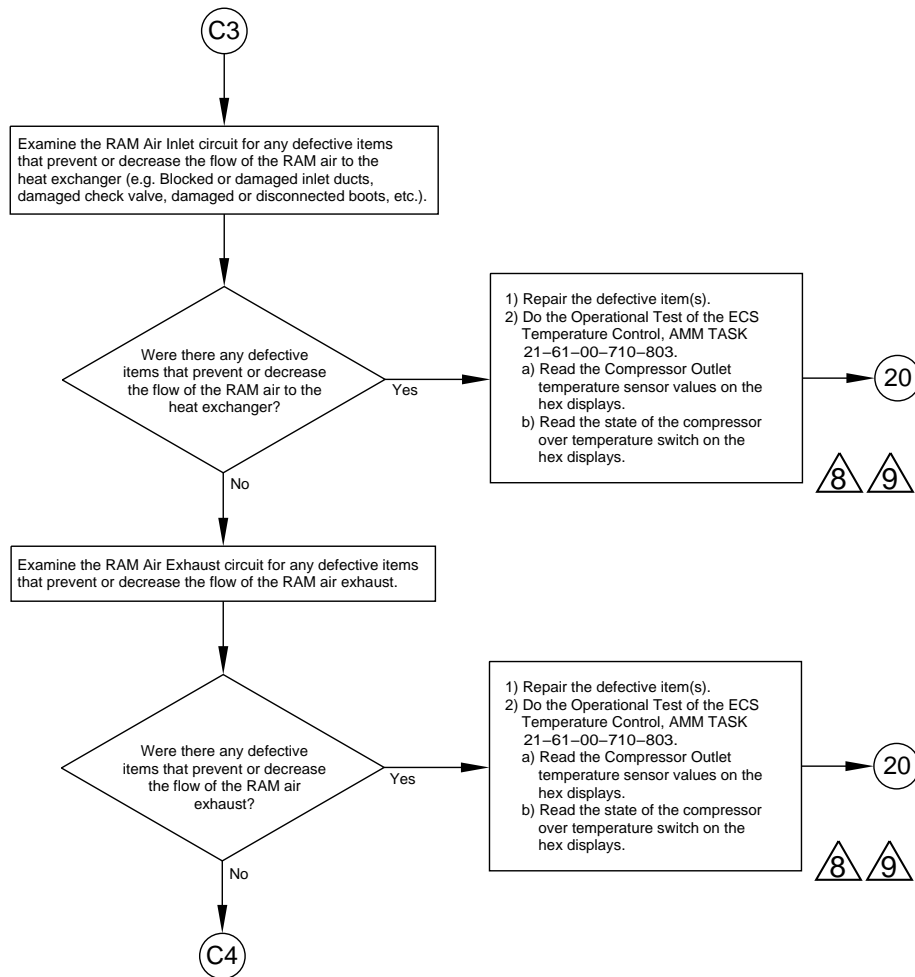 C3
Examine the RAM Air Inlet circuit for any defective items
that prevent or decrease the flow of the RAM air to the
heat exchanger (e.g. Blocked or damaged inlet ducts,
damaged check valve, damaged or disconnected boots, etc.).
Were there any defective
items that prevent or decrease
the flow of the RAM air to the
heat exchanger?
Yes
1) Repair the defective item(s).
2) Do the Operational Test of the ECS
Temperature Control, AMM TASK
21−61−00−710−803.
a) Read the Compressor Outlet
temperature sensor values on the
hex displays.
b) Read the state of the compressor
over temperature switch on the
hex displays.
20
8 9
No
Examine the RAM Air Exhaust circuit for any defective items
that prevent or decrease the flow of the RAM air exhaust.
Were there any defective
items that prevent or decrease
the flow of the RAM air
exhaust?
Yes
1) Repair the defective item(s).
2) Do the Operational Test of the ECS
Temperature Control, AMM TASK
21−61−00−710−803.
a) Read the Compressor Outlet
temperature sensor values on the
hex displays.
b) Read the state of the compressor
over temperature switch on the
hex displays.
20
8 9
No
C4